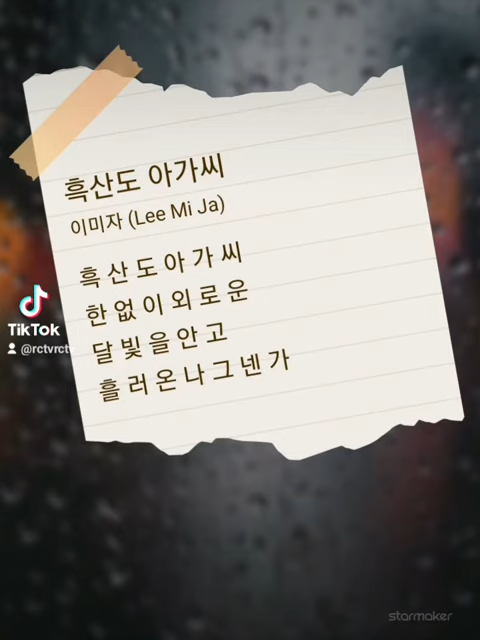 흑산도 아가씨
이미자 (Lee Mi Ja)
흑 산 도 아 가 씨
한 없 이 외 로 운
달 빛 을 안 고
흘 러 온 나 그 넨 가
TikTok
@rctvrctv
starmaker